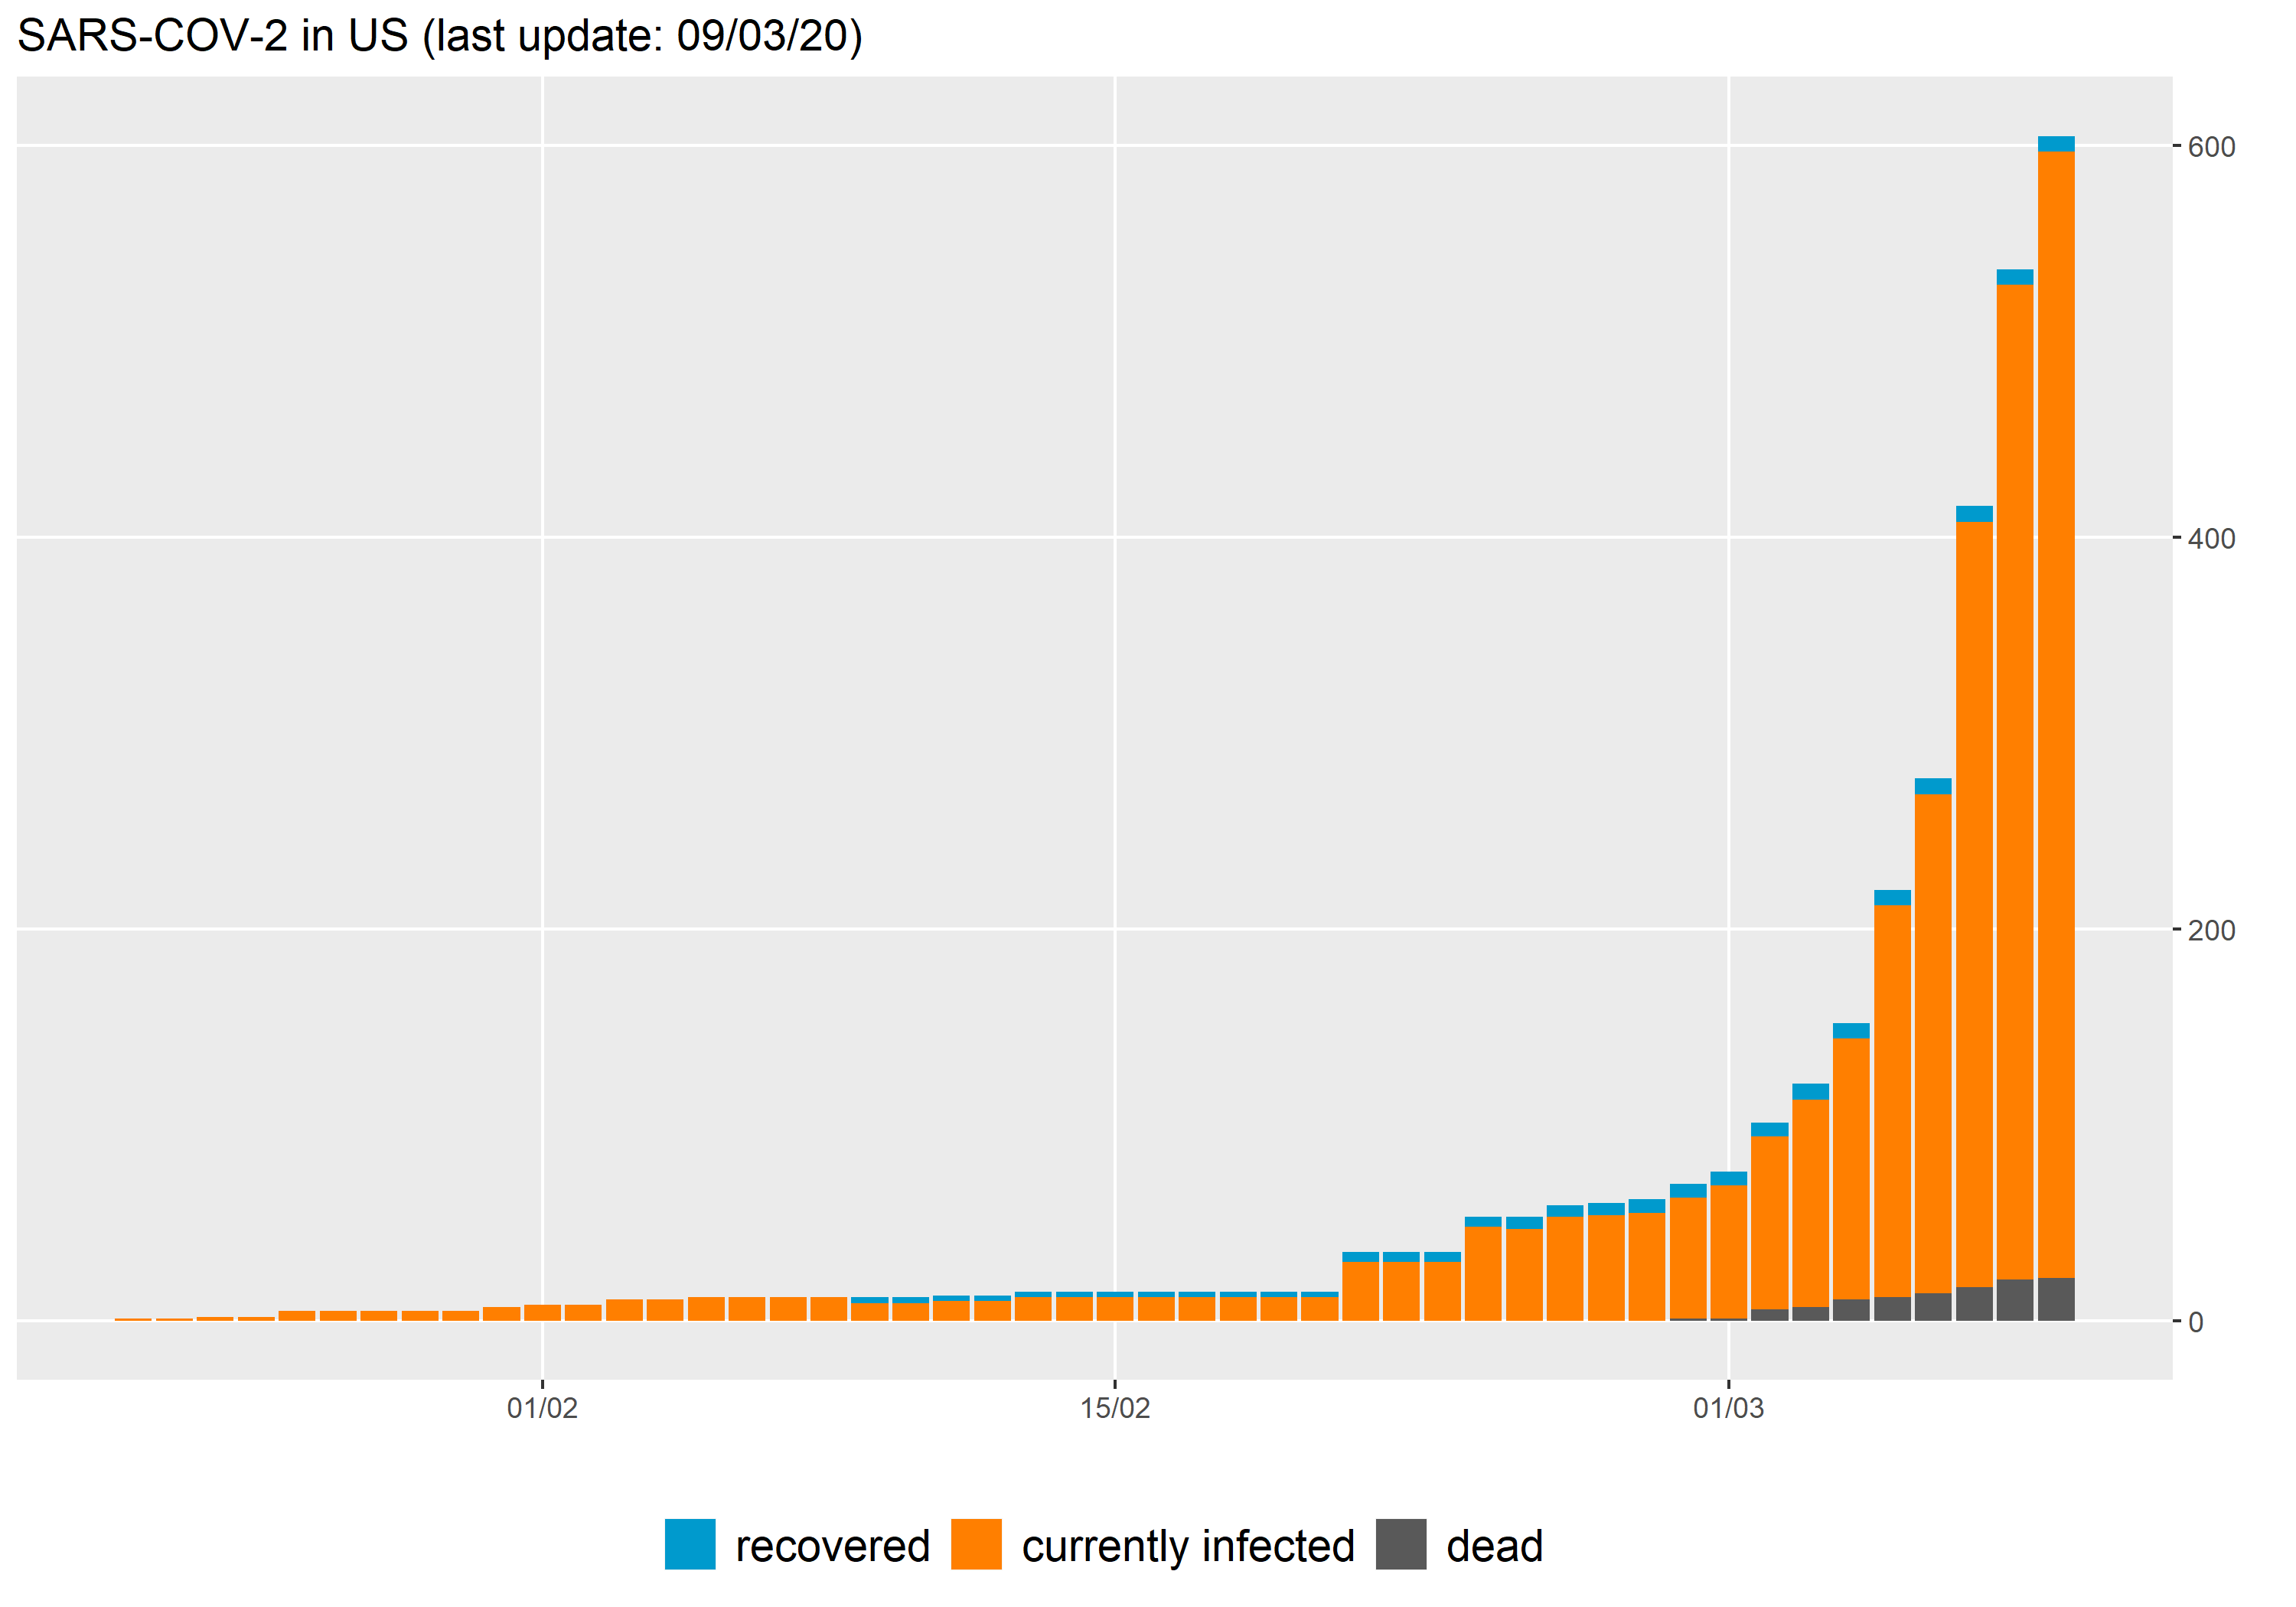 SARS-COV-2 in US (last update: 09/03/20)
600
400
200
0
01/02 15/02 01/03
recovered currently infected dead